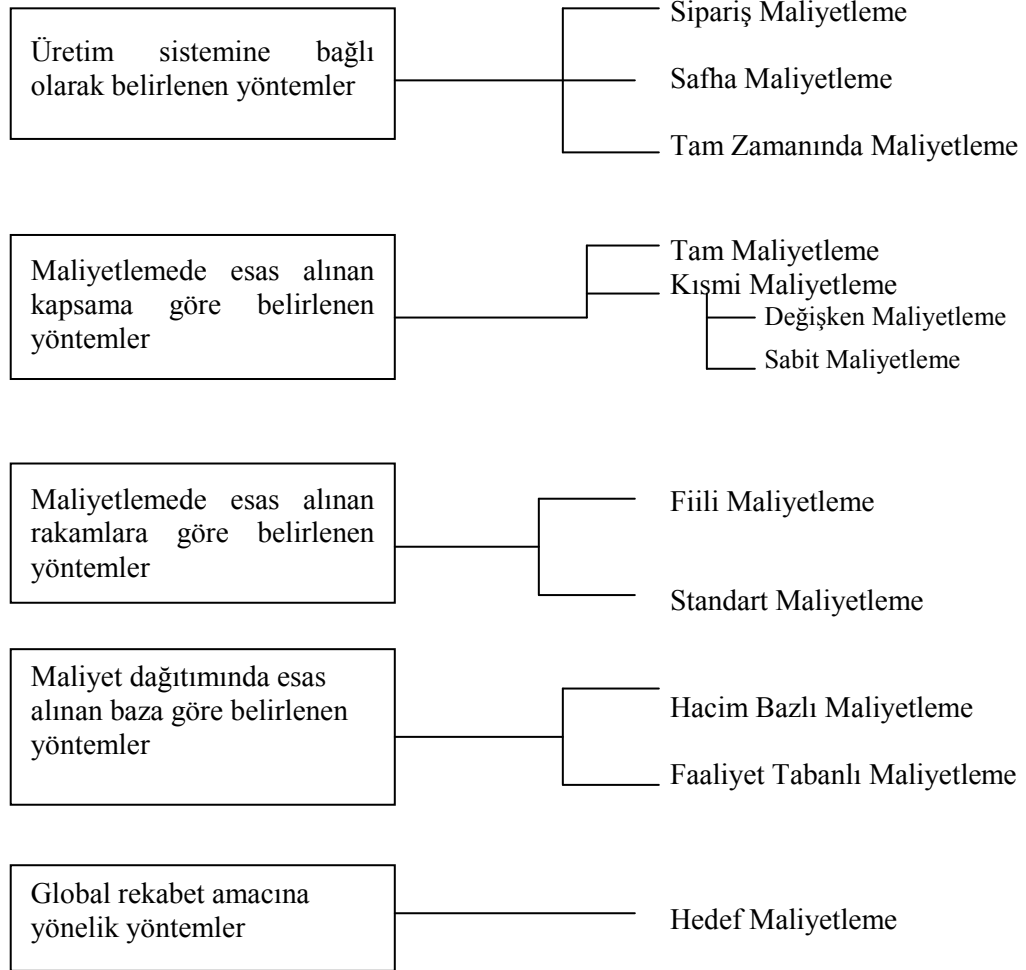 Üretim sistemine bağlı
olarak belirlenen yöntemler
Sipariş Maliyetleme
Safha Maliyetleme
Tam Zamanında Maliyetleme
Maliyetlemede esas alınan
kapsama göre belirlenen
yöntemler
Tam Maliyetleme
Kısmi Maliyetleme
Değişken Maliyetleme
Sabit Maliyetleme
Maliyetlemede esas alınan
rakamlara göre belirlenen
yöntemler
Fiili Maliyetleme
Standart Maliyetleme
Maliyet dağıtımında esas
alınan baza göre belirlenen
yöntemler
Hacim Bazlı Maliyetleme
Faaliyet Tabanlı Maliyetleme
Global rekabet amacına
yönelik yöntemler
Hedef Maliyetleme